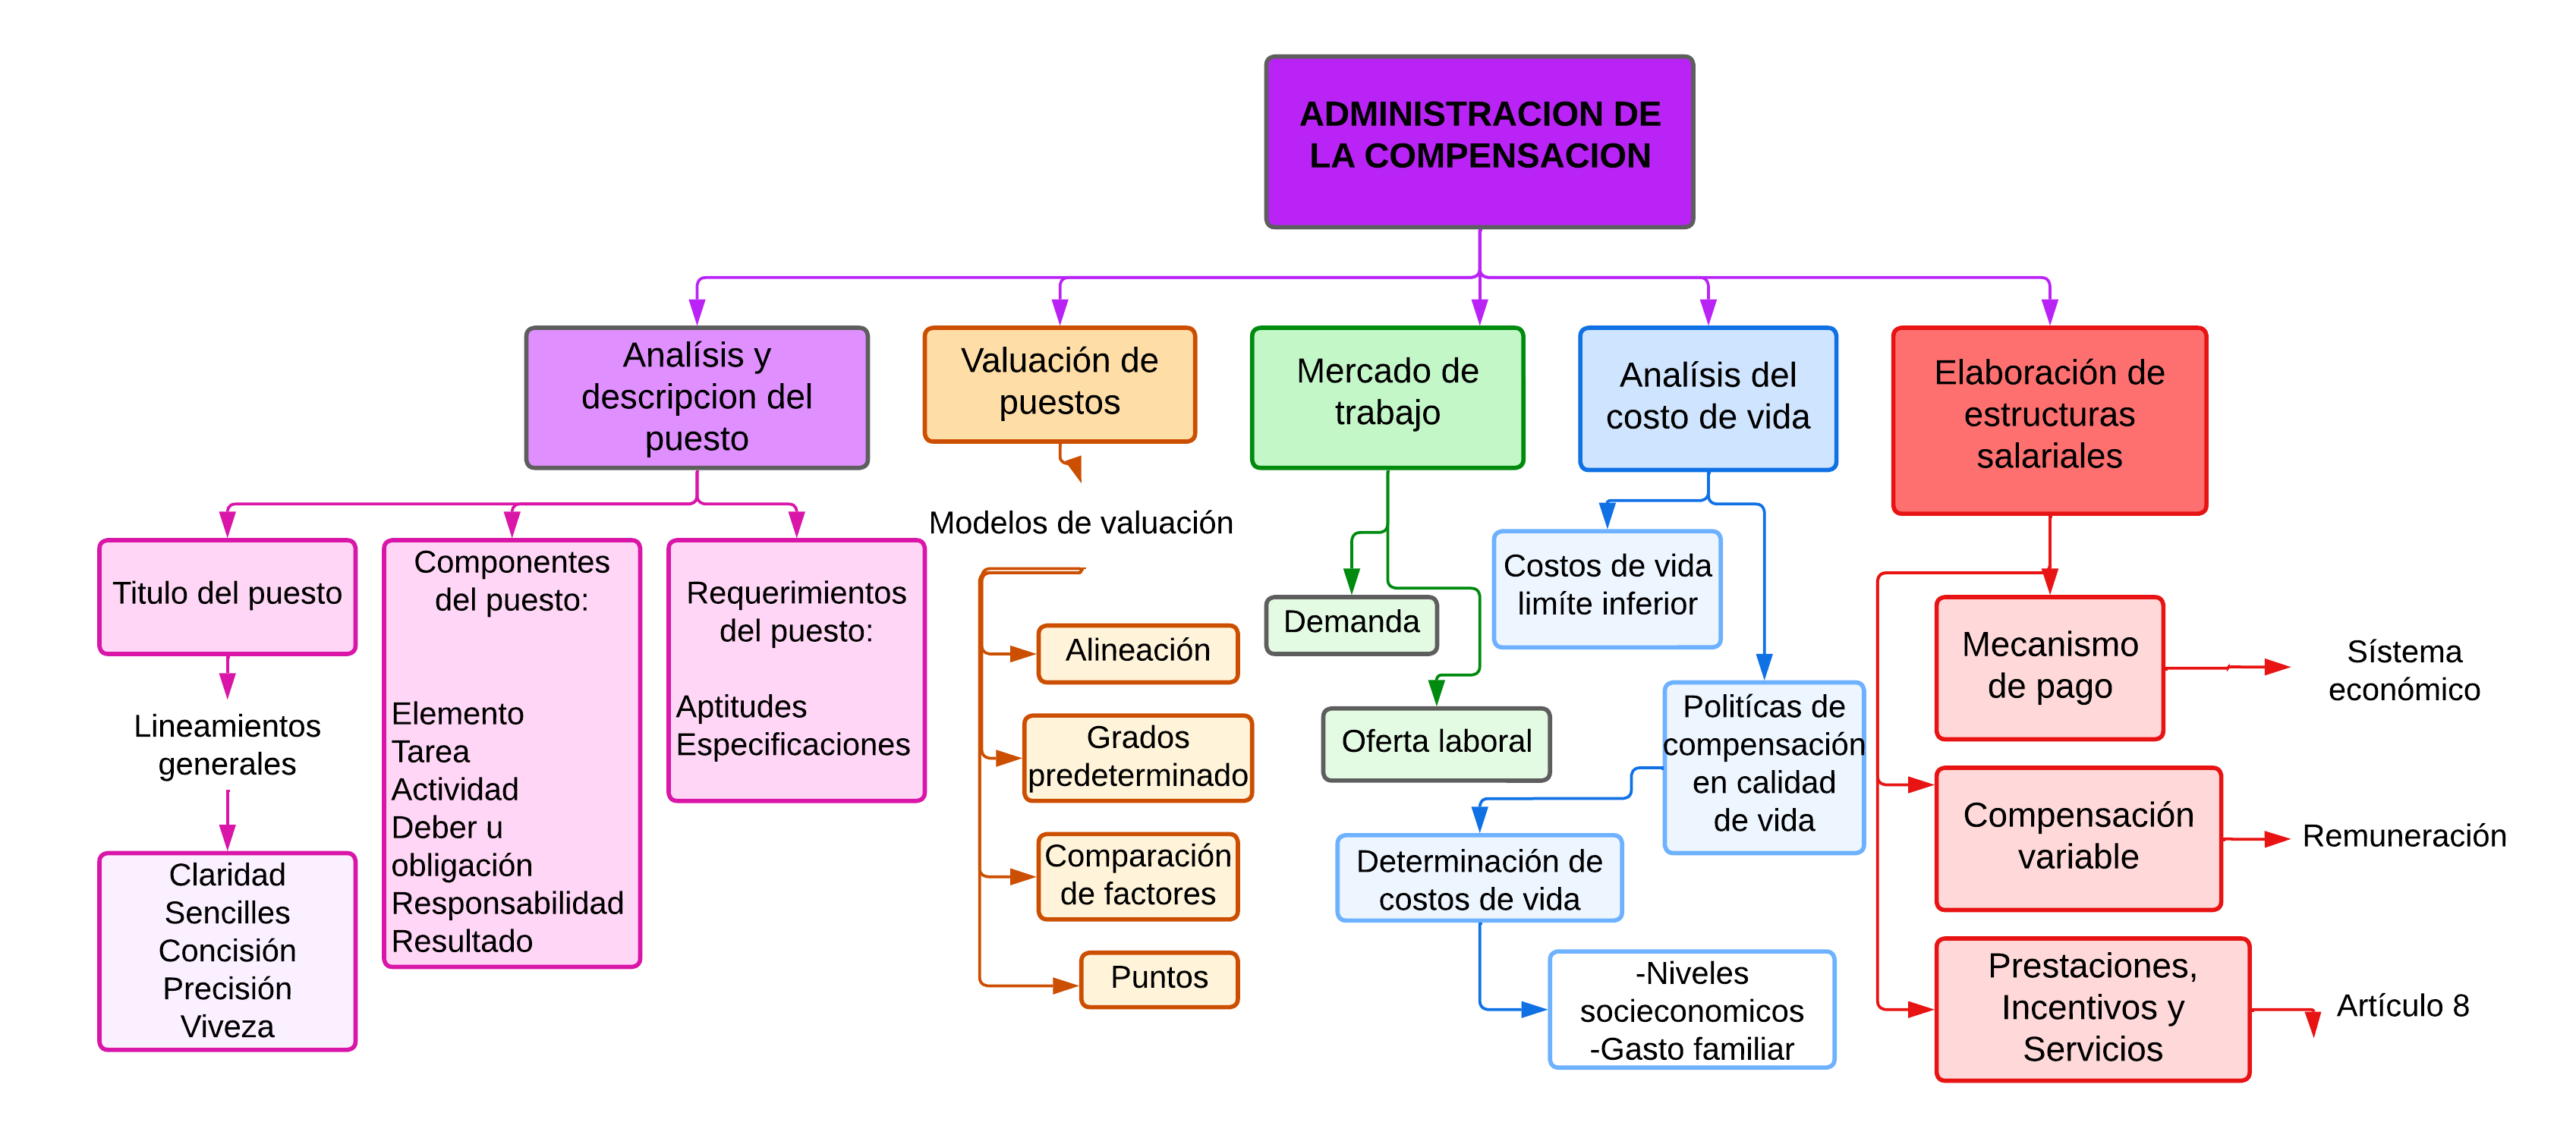 ADMINISTRACION DE
LA COMPENSACION
Analísis y
descripcion del
puesto
Valuación de
puestos
Mercado de
trabajo
Analísis del
costo de vida
Elaboración de
estructuras
salariales
Titulo del puesto
Lineamientos
generales
Claridad
Sencilles
Concisión
Precisión
Viveza
Componentes
del puesto:
Elemento
Tarea
Actividad
Deber u
obligación
Responsabilidad
Resultado
Requerimientos
del puesto:
Aptitudes
Especificaciones
Modelos de valuación
Alineación
Grados
predeterminado
Comparación
de factores
Puntos
Demanda
Oferta laboral
Costos de vida
limíte inferior
Politícas de
compensación
en calidad
de vida
Determinación de
costos de vida
-Niveles
socieconomicos
-Gasto familiar
Mecanismo
de pago
Sístema
económico
Compensación
variable
Remuneración
Prestaciones,
Incentivos y
Servicios
Artículo 8